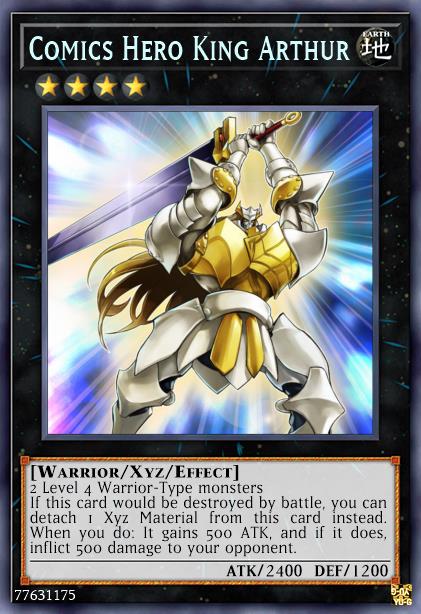 Comics Hero King Arthur
EARTH
地
[Warrior/Xyz/Effect]
2 Level 4 Warrior-Type monsters
If this card would be destroyed by battle, you can
detach 1 Xyz Material from this card instead.
When you do: It gains 500 ATK, and if it does,
inflict 500 damage to your opponent.
ATK/2400 DEF/1200
77631175